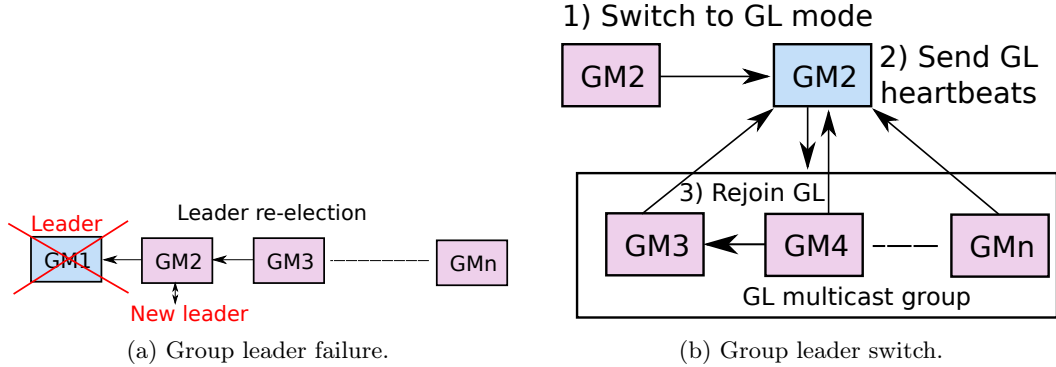 Leader re-election
Leader
GM1
GM2
GM3
GMn
New leader
(a) Group leader failure.
1) Switch to GL mode
GM2
GM2
2) Send GL
heartbeats
3) Rejoin GL
GM3
GM4
GMn
GL multicast group
(b) Group leader switch.